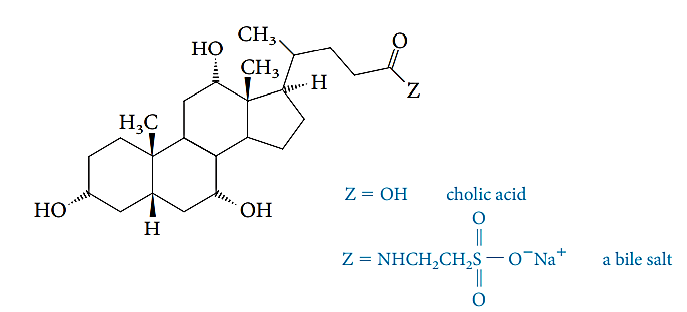 CH₃
O
HO
CH₃
H
Z
H₃C
HO
OH
H
Z = OH cholic acid
O
Z = NHCH₂CH₂S — O⁻Na⁺ a bile salt
O